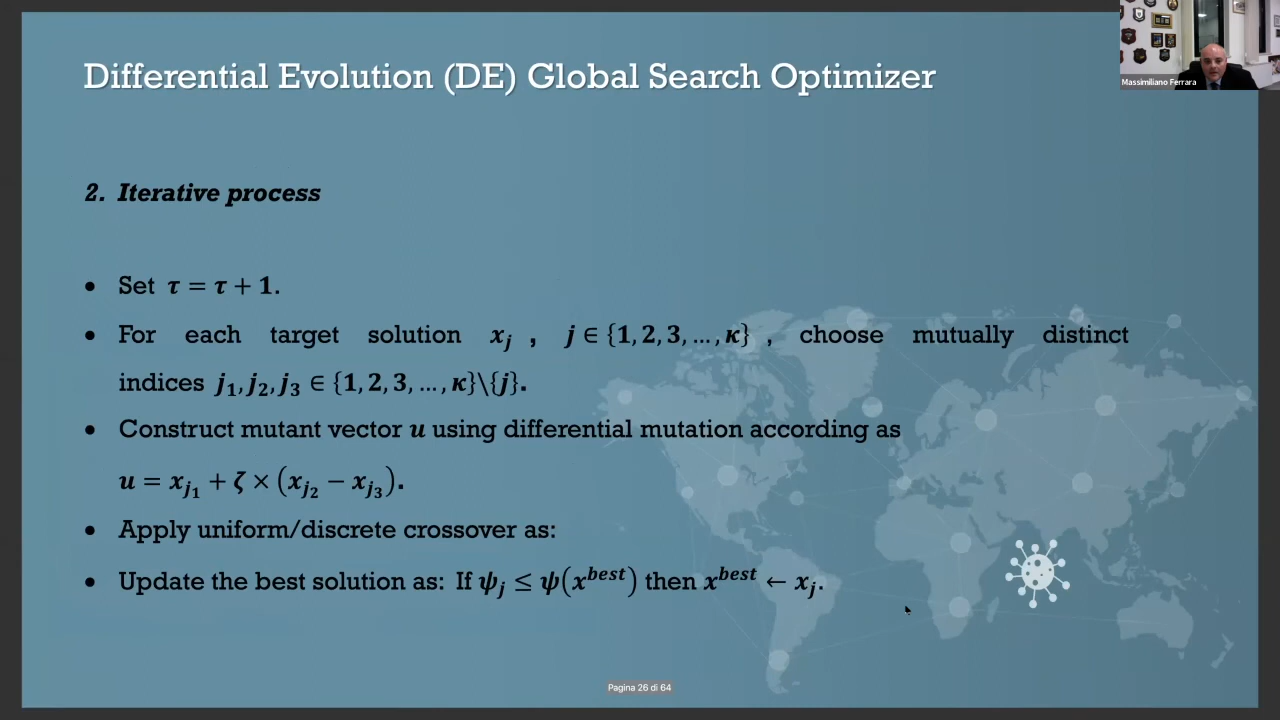 Differential Evolution (DE) Global Search Optimizer
Massimiliano Ferrara
2. Iterative process
• Set τ = τ + 1.
• For each target solution x_j , j ∈ {1, 2, 3, …, κ} , choose mutually distinct
indices j_1, j_2, j_3 ∈ {1, 2, 3, …, κ}\{j}.
• Construct mutant vector u using differential mutation according as
u = x_{j_1} + ζ × (x_{j_2} − x_{j_3}).
• Apply uniform/discrete crossover as:
• Update the best solution as: If ψ_j ≤ ψ(x^{best}) then x^{best} ← x_j.
Pagina 26 di 64